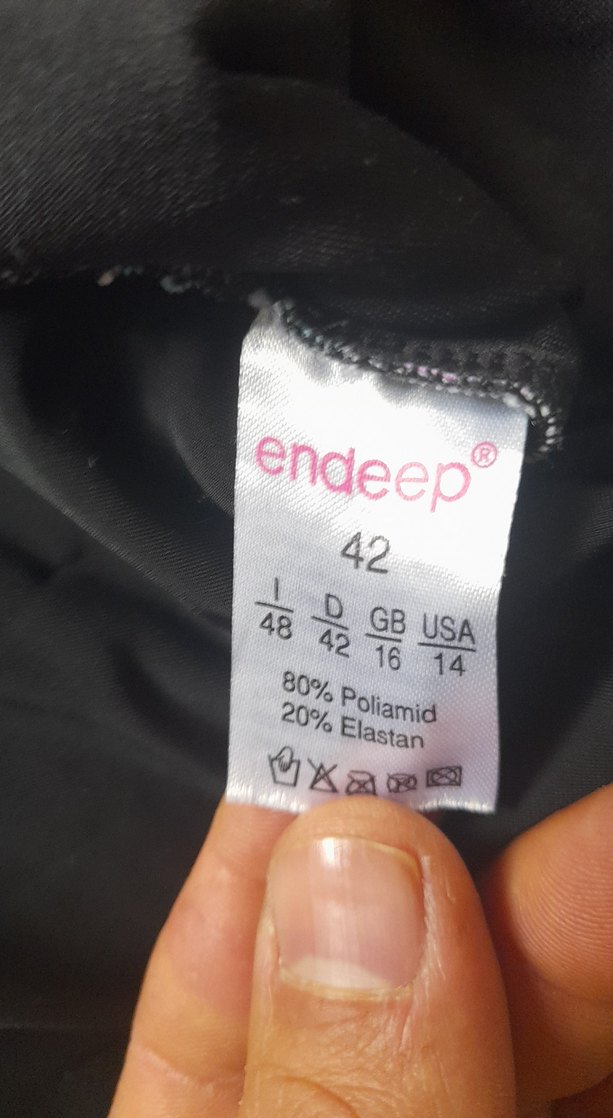 endeep®
42
I D GB USA
48 42 16 14
80% Poliamid
20% Elastan